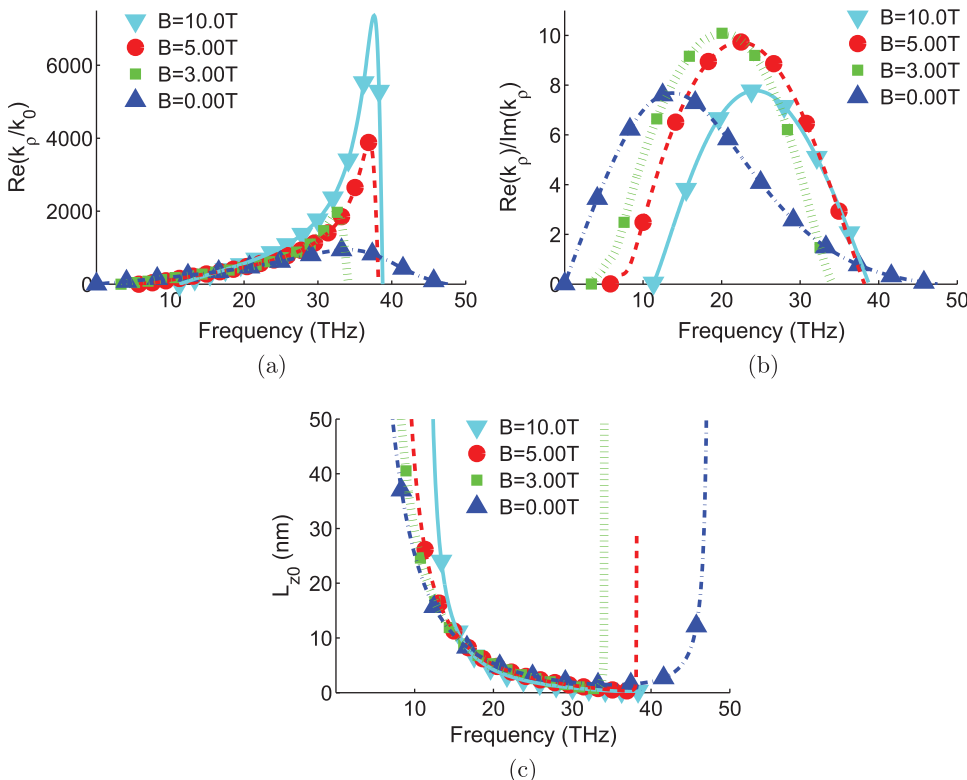 B=10.0T
B=5.00T
B=3.00T
B=0.00T
6000
4000
2000
0
10 20 30 40 50
Re(kρ/k0)
Frequency (THz)
(a)
B=10.0T
B=5.00T
B=3.00T
B=0.00T
10
8
6
4
2
0
10 20 30 40 50
Re(kρ)/Im(kρ)
Frequency (THz)
(b)
B=10.0T
B=5.00T
B=3.00T
B=0.00T
50
40
30
20
10
0
10 20 30 40 50
Lz0 (nm)
Frequency (THz)
(c)